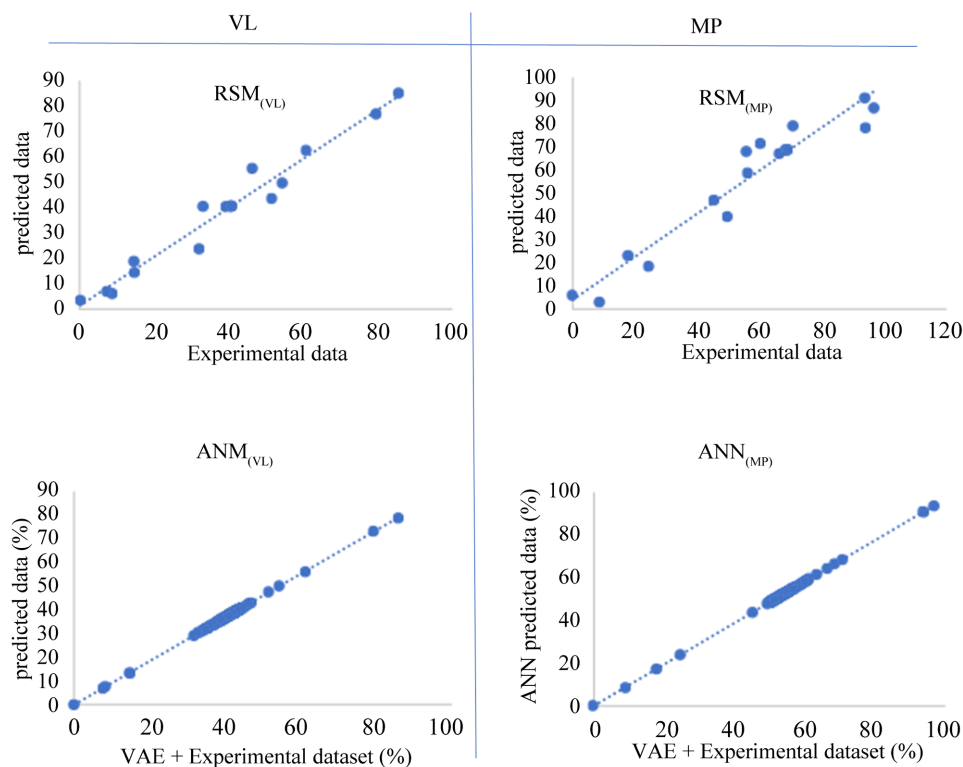 VL
MP
RSM(VL)
predicted data
90
80
70
60
50
40
30
20
10
0
0 20 40 60 80 100
Experimental data
RSM(MP)
predicted data
100
90
80
70
60
50
40
30
20
10
0
0 20 40 60 80 100 120
Experimental data
ANM(VL)
predicted data (%)
90
80
70
60
50
40
30
20
10
0
0 20 40 60 80 100
VAE + Experimental dataset (%)
ANN(MP)
ANN predicted data (%)
100
80
60
40
20
0
0 20 40 60 80 100
VAE + Experimental dataset (%)